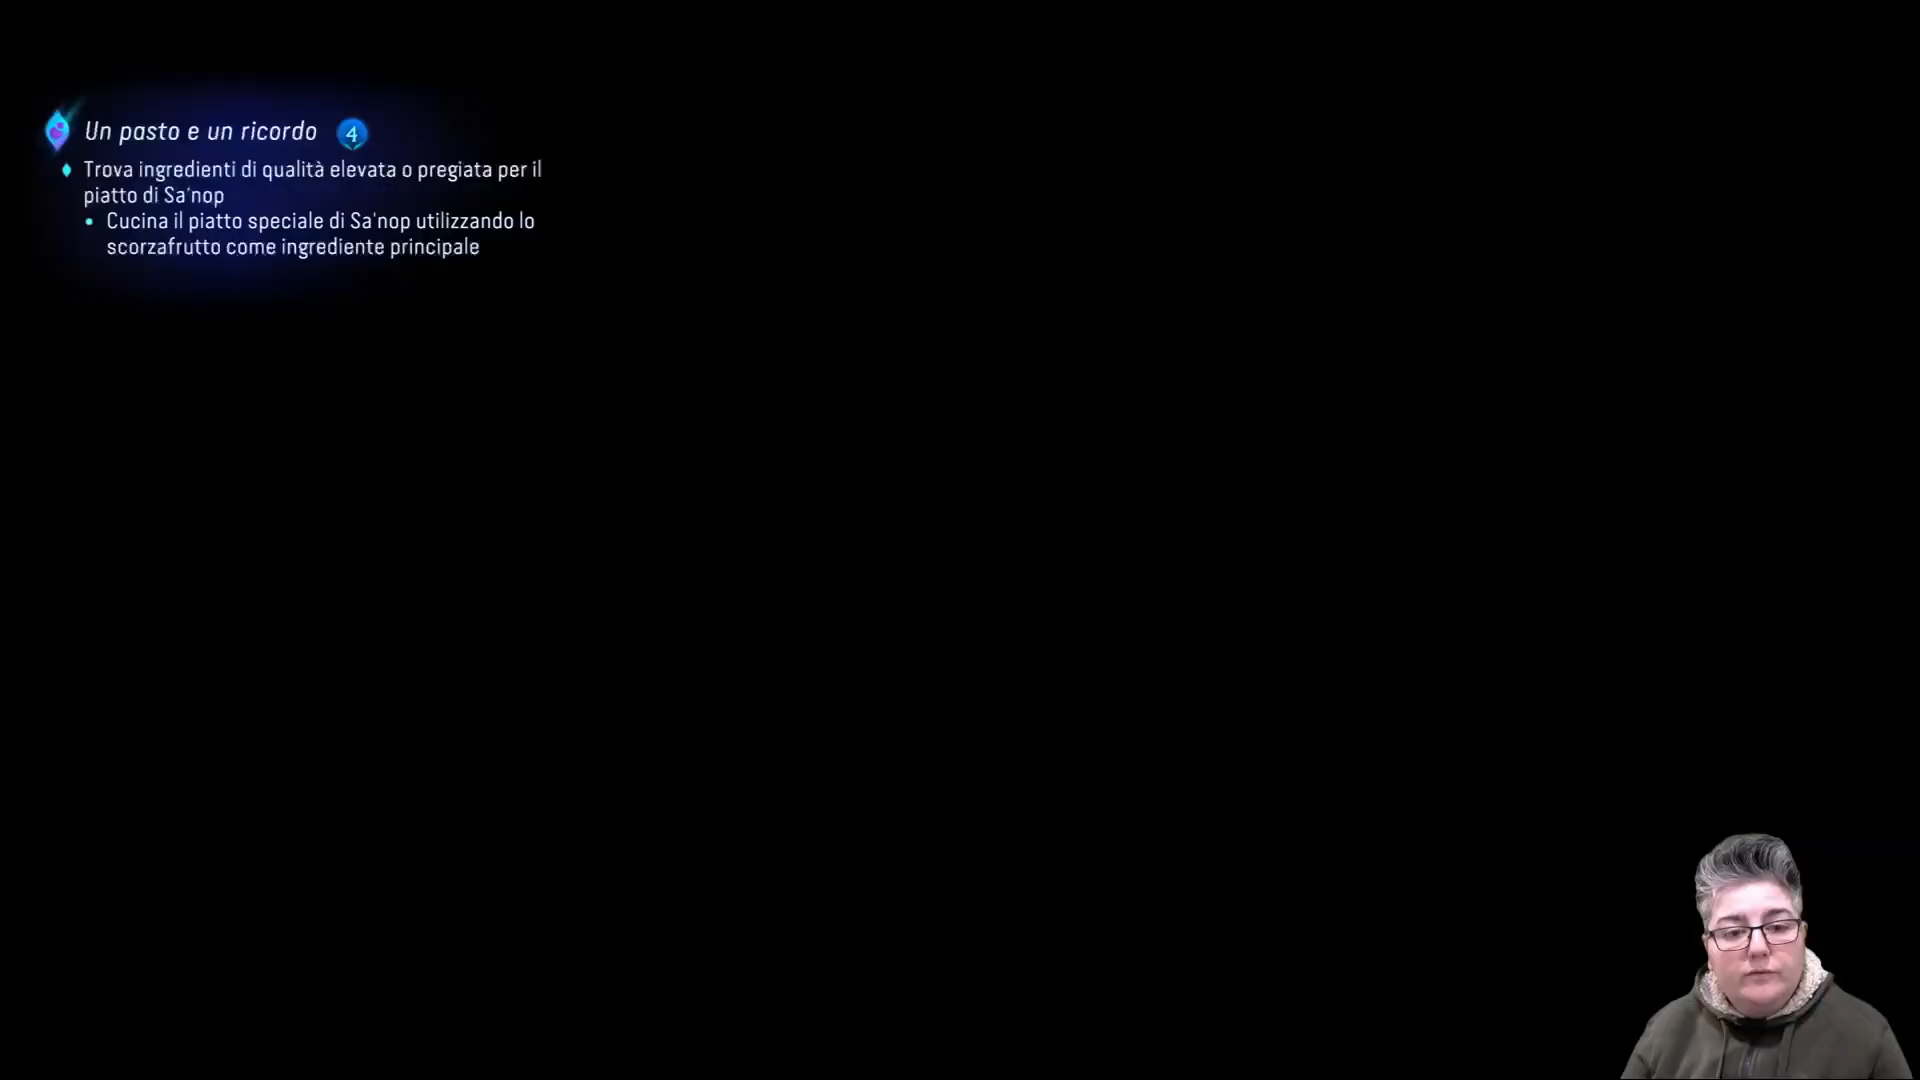 Un pasto e un ricordo 4
Trova ingredienti di qualità elevata o pregiata per il
piatto di Sa'nop
Cucina il piatto speciale di Sa'nop utilizzando lo
scorzafrutto come ingrediente principale